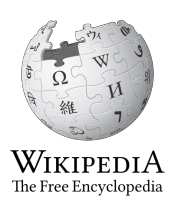 Ω W
維 И
WIKIPEDIA
The Free Encyclopedia